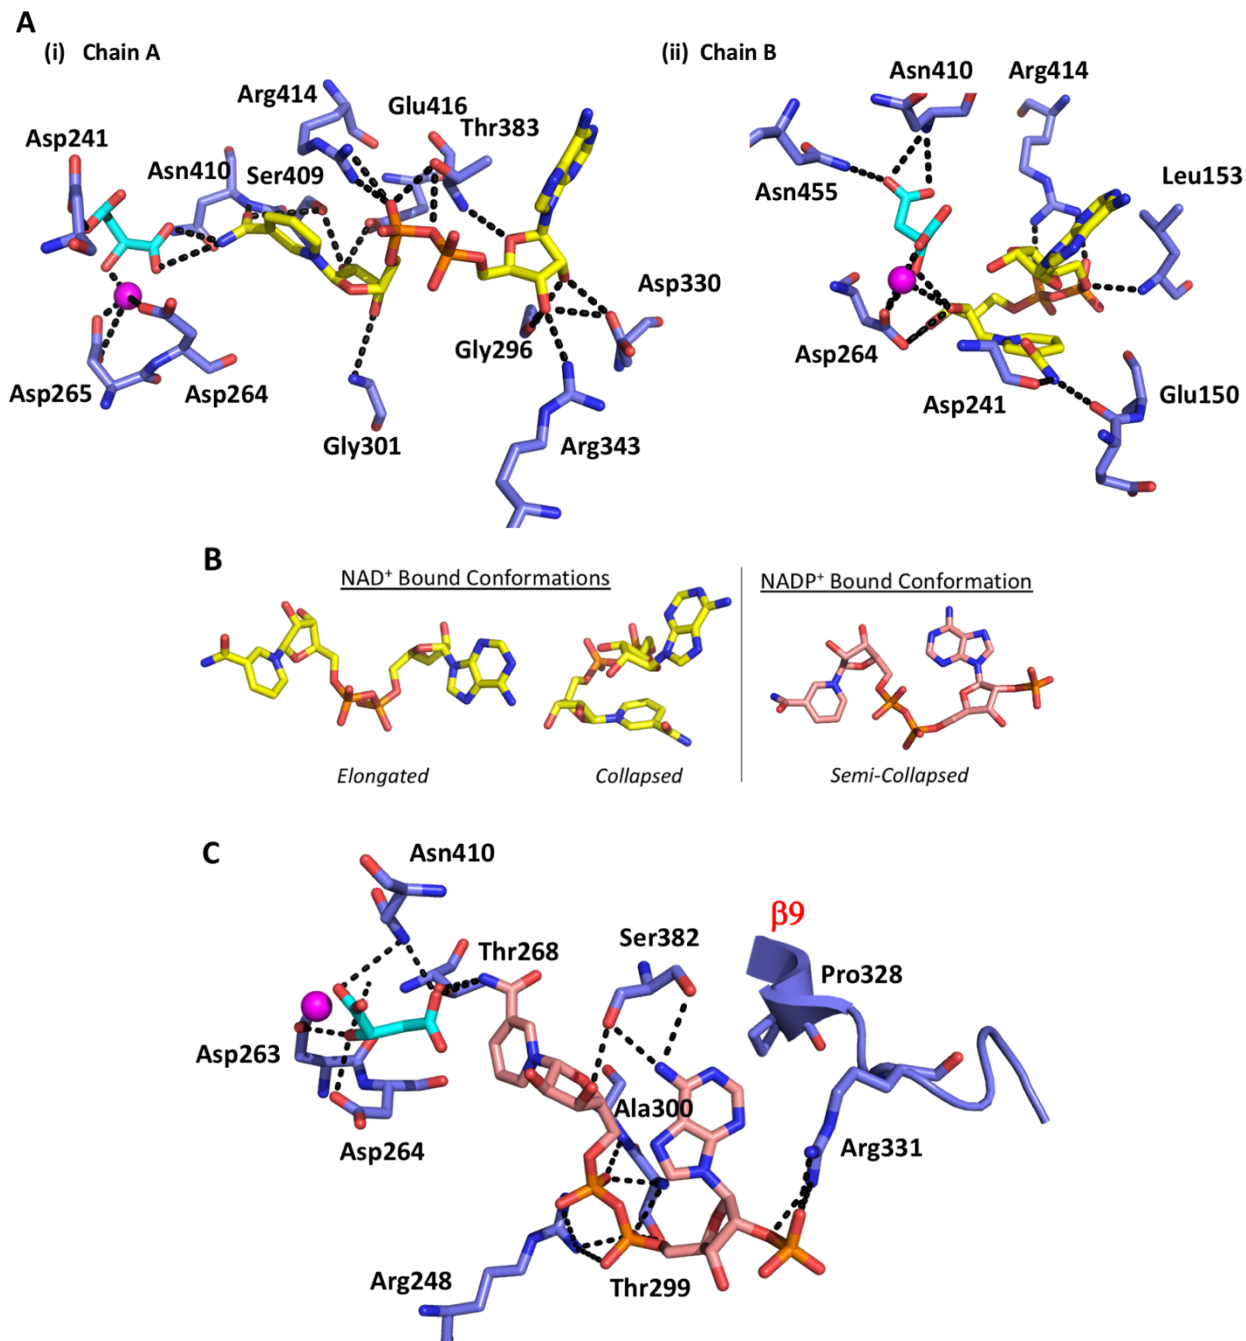 A
(i) Chain A
(ii) Chain B
Asp241
Arg414
Glu416
Thr383
Asn410
Ser409
Asp265
Asp264
Gly301
Gly296
Asp330
Arg343
Asn410
Arg414
Asn455
Leu153
Asp264
Asp241
Glu150
B
NAD⁺ Bound Conformations
NADP⁺ Bound Conformation
Elongated
Collapsed
Semi-Collapsed
C
Asn410
Thr268
Ser382
β9
Pro328
Asp263
Asp264
Ala300
Arg331
Arg248
Thr299